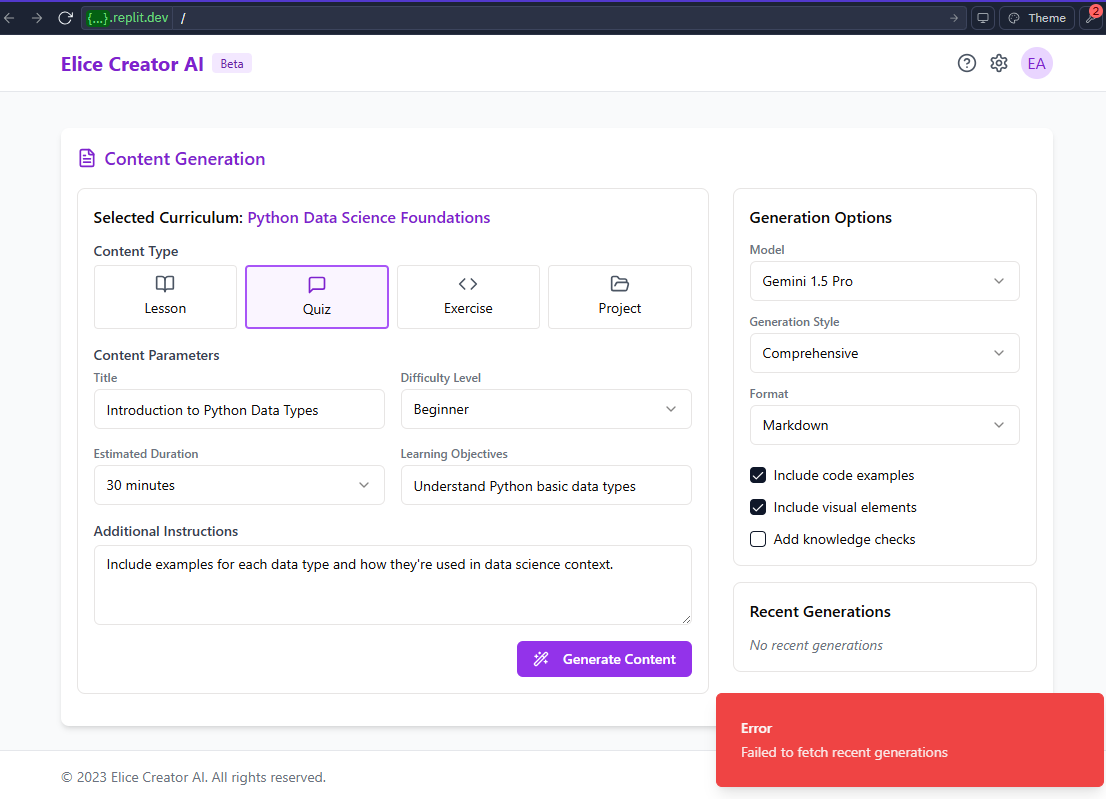 {...}.replit.dev /
Theme
2
Elice Creator AI Beta
EA
Content Generation
Selected Curriculum: Python Data Science Foundations
Content Type
Lesson
Quiz
Exercise
Project
Content Parameters
Title
Introduction to Python Data Types
Difficulty Level
Beginner
Estimated Duration
30 minutes
Learning Objectives
Understand Python basic data types
Additional Instructions
Include examples for each data type and how they're used in data science context.
Generate Content
Generation Options
Model
Gemini 1.5 Pro
Generation Style
Comprehensive
Format
Markdown
Include code examples
Include visual elements
Add knowledge checks
Recent Generations
No recent generations
Error
Failed to fetch recent generations
© 2023 Elice Creator AI. All rights reserved.